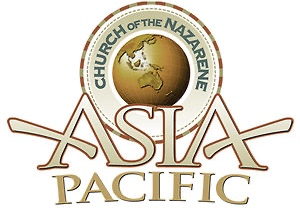 CHURCH OF THE NAZARENE
ASIA
PACIFIC